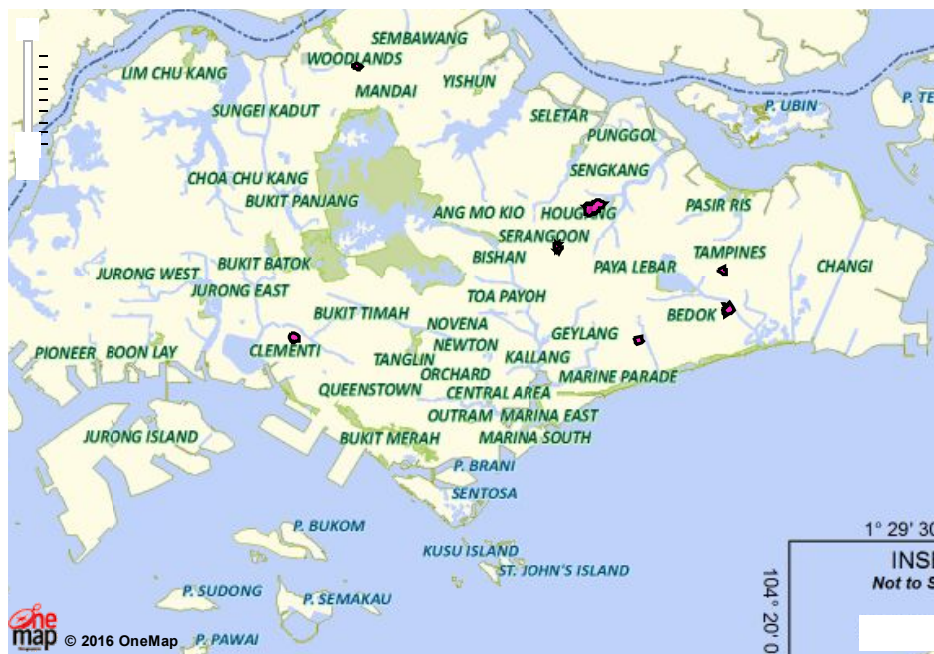 SEMBAWANG
WOODLANDS
LIM CHU KANG
YISHUN
MANDAI
P. UBIN
P. TE
SUNGEI KADUT
SELETAR
PUNGGOL
SENGKANG
CHOA CHU KANG
BUKIT PANJANG
PASIR RIS
ANG MO KIO
HOUGANG
SERANGOON
BISHAN
TAMPINES
BUKIT BATOK
PAYA LEBAR
CHANGI
JURONG WEST
JURONG EAST
TOA PAYOH
BUKIT TIMAH
BEDOK
NOVENA
GEYLANG
NEWTON
CLEMENTI
PIONEER
BOON LAY
TANGLIN
KALLANG
ORCHARD
MARINE PARADE
QUEENSTOWN
CENTRAL AREA
OUTRAM
MARINA EAST
JURONG ISLAND
BUKIT MERAH
MARINA SOUTH
P. BRANI
SENTOSA
P. BUKOM
1° 29' 30
KUSU ISLAND
INSE
ST. JOHN'S ISLAND
Not to S
104° 20' 0
P. SUDONG
P. SEMAKAU
One
map © 2016 OneMap
P. PAWAI